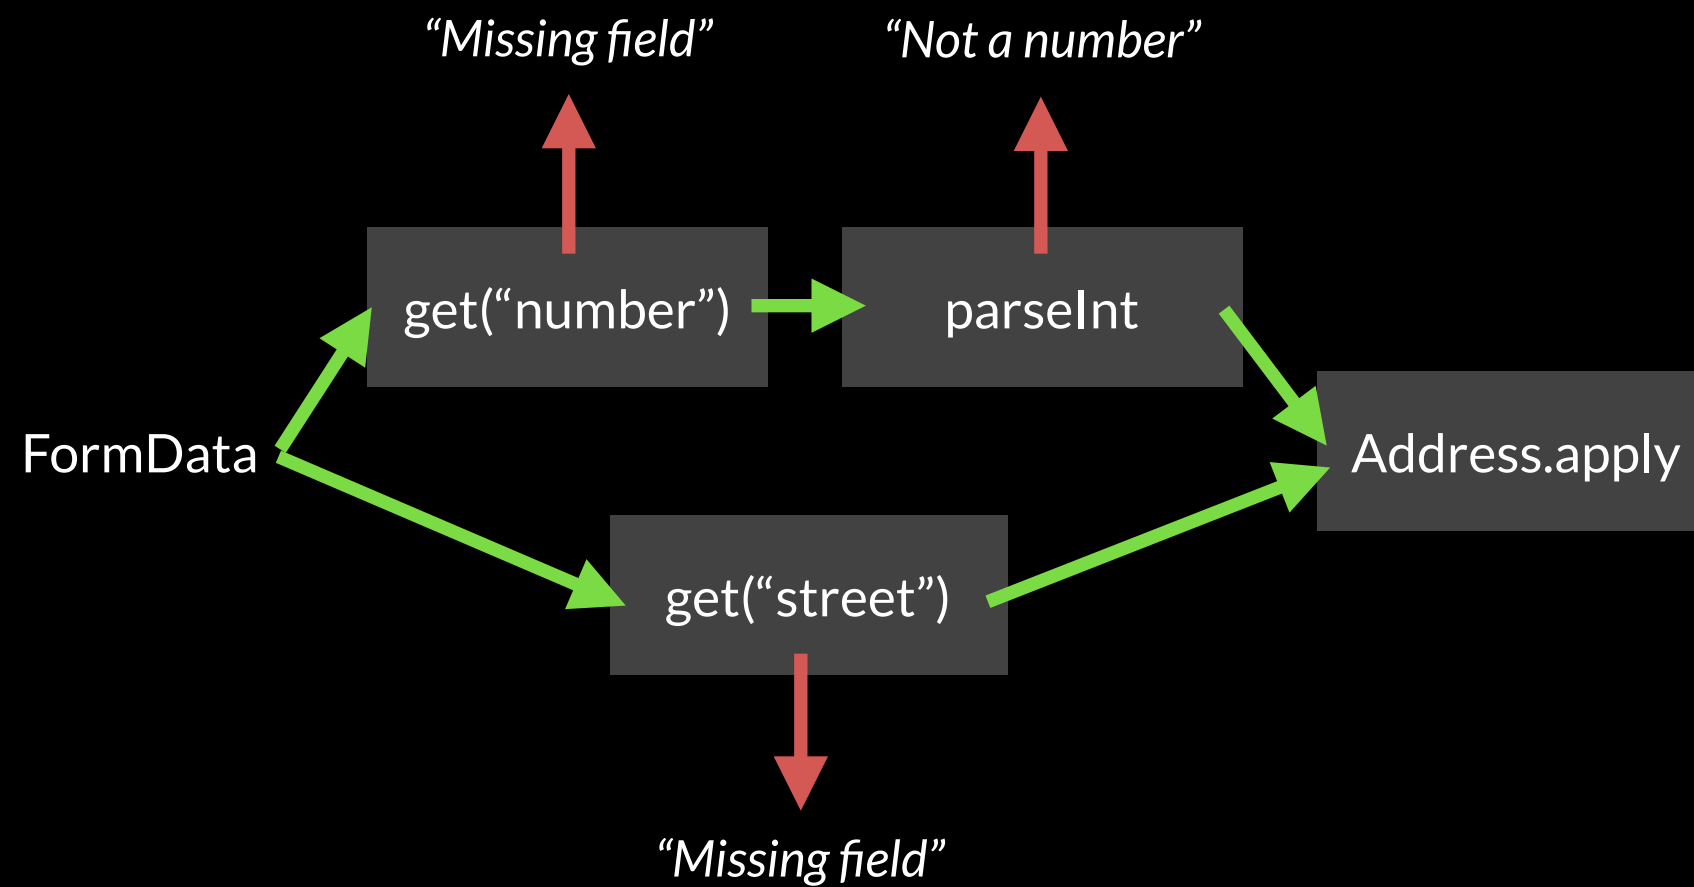 “Missing field” “Not a number”
get(“number”) parseInt
FormData Address.apply
get(“street”)
“Missing field”